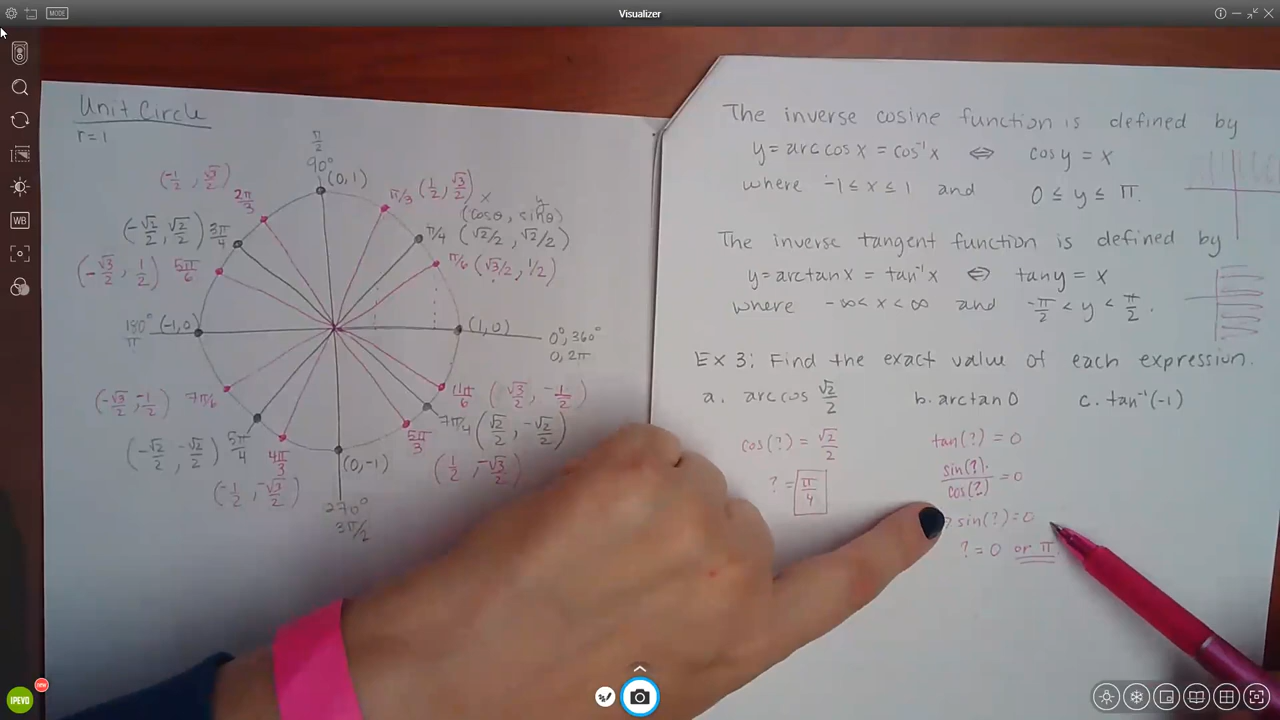 MODE
Visualizer
Unit Circle
r = 1
π/2
90°
(0,1)
(-1/2, √3/2)
2π/3
π/3 (1/2, √3/2)
x y
(cosθ, sinθ)
(-√2/2, √2/2) 3π/4
π/4 (√2/2, √2/2)
(-√3/2, 1/2) 5π/6
π/6 (√3/2, 1/2)
180° (-1,0)
π
(1,0)
0°, 360°
0, 2π
(-√3/2, -1/2) 7π/6
11π/6 (√3/2, -1/2)
(-√2/2, -√2/2) 5π/4
7π/4 (√2/2, -√2/2)
4π/3
(-1/2, -√3/2)
5π/3
(1/2, -√3/2)
(0,-1)
270°
3π/2
The inverse cosine function is defined by
y = arccos x = cos⁻¹x ⇔ cos y = x
where -1 ≤ x ≤ 1 and 0 ≤ y ≤ π.
The inverse tangent function is defined by
y = arctan x = tan⁻¹x ⇔ tan y = x
where -∞ < x < ∞ and -π/2 < y < π/2.
Ex 3: Find the exact value of each expression.
a. arccos √2/2 b. arctan 0 c. tan⁻¹(-1)
cos(?) = √2/2
? = π/4
tan(?) = 0
sin(?)/cos(?) = 0
sin(?) = 0
? = 0 or π
IPEVO
new